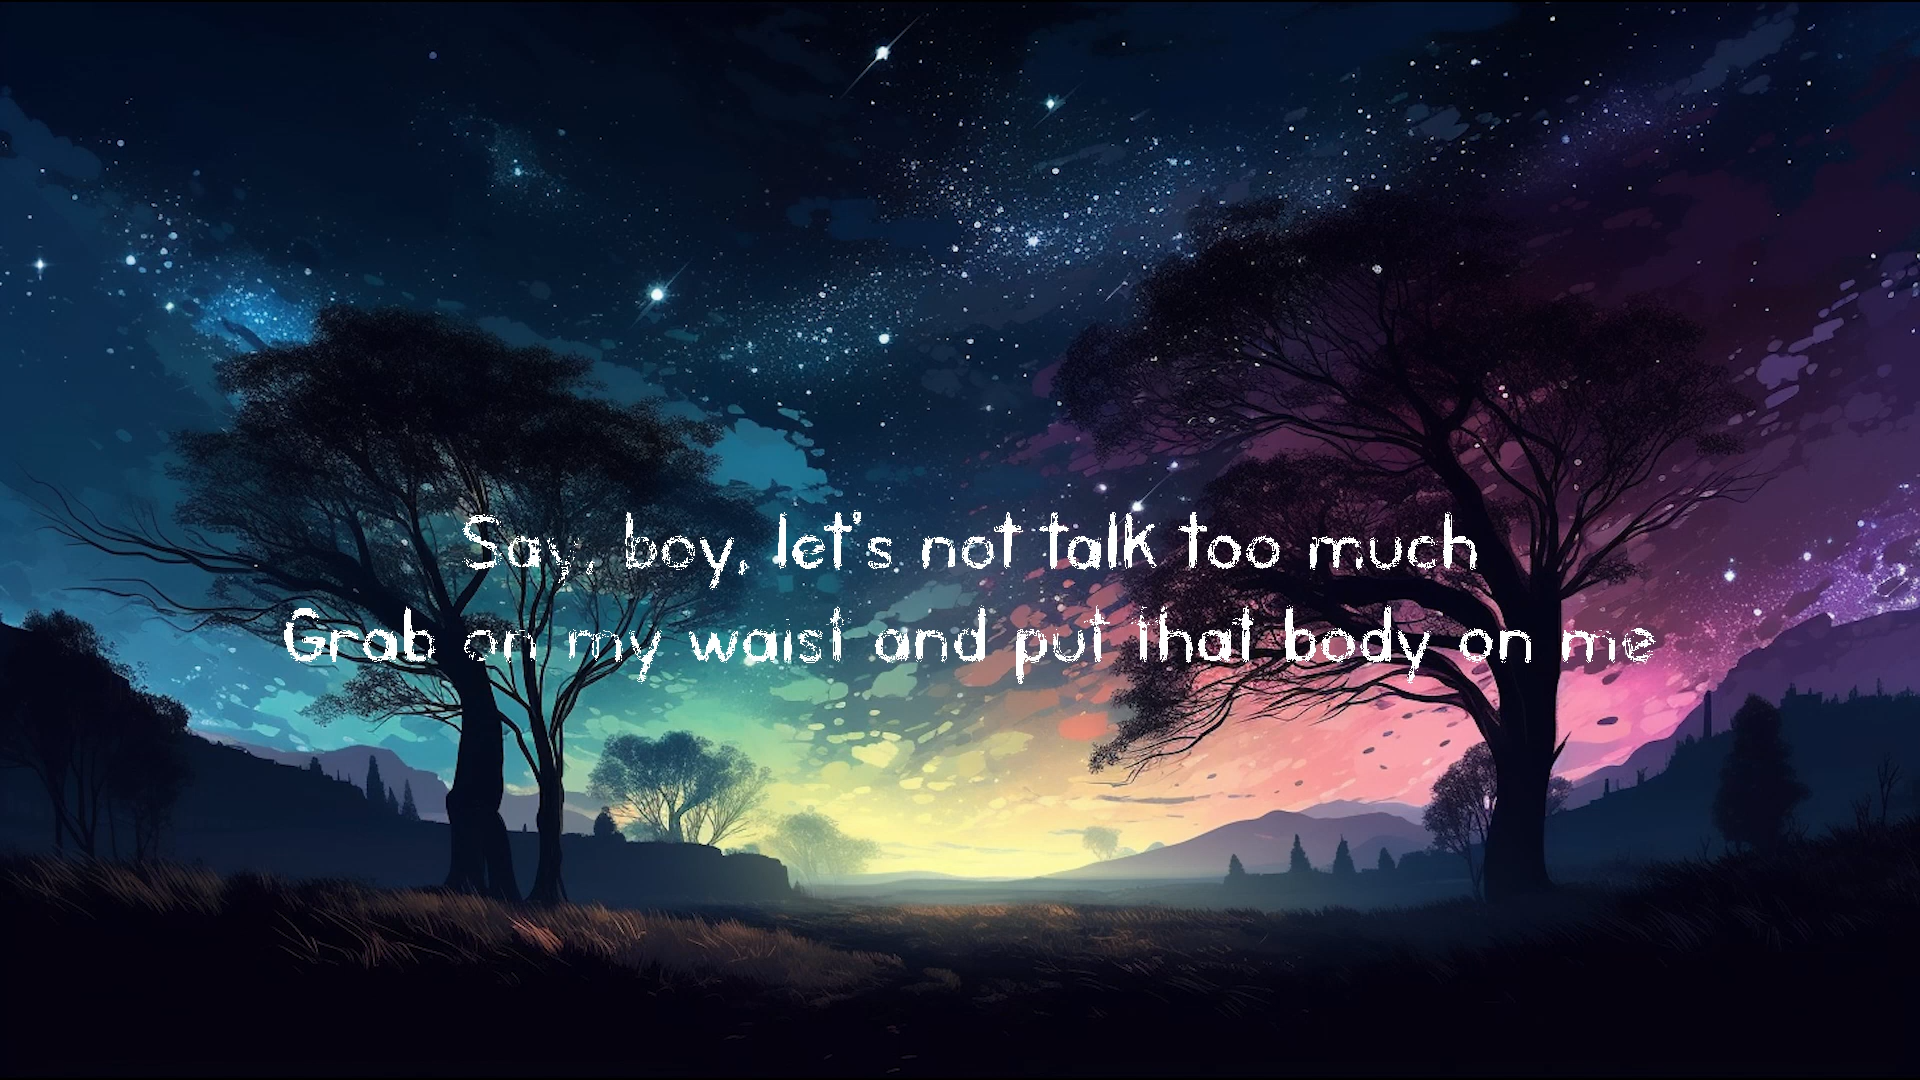 Say, boy, let's not talk too much
Grab on my waist and put that body on me